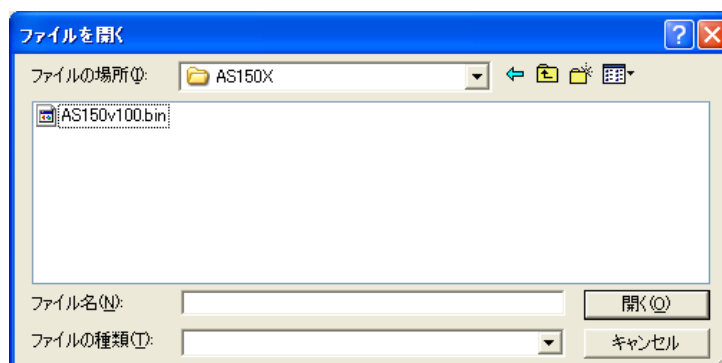 ファイルを開く
ファイルの場所(I): AS150X
AS150v100.bin
ファイル名(N): 開く(O)
ファイルの種類(T): キャンセル